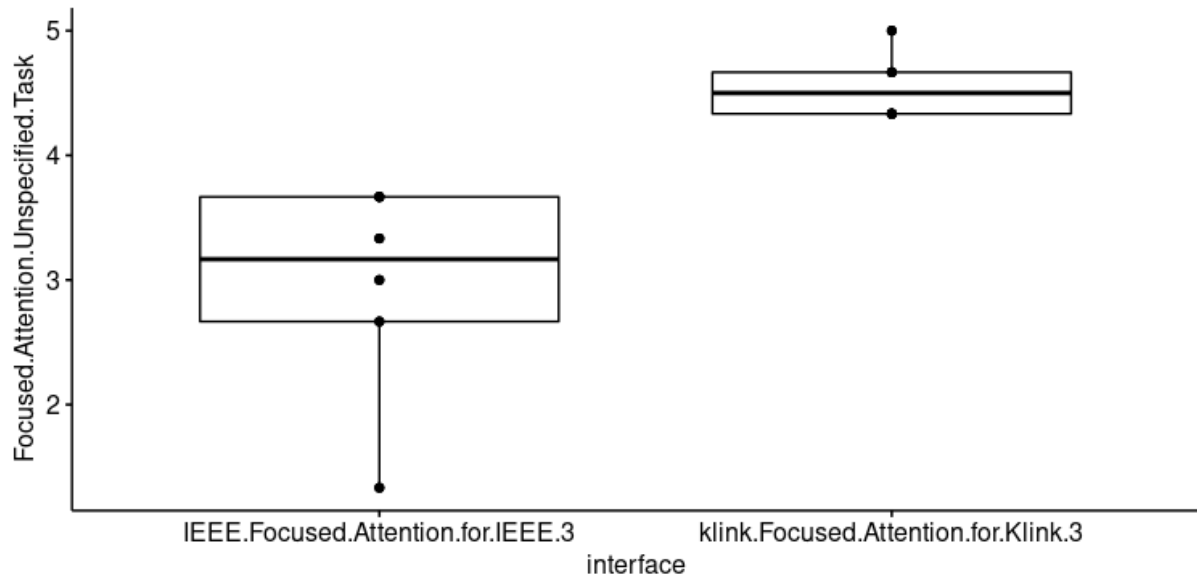 Focused.Attention.Unspecified.Task
5
4
3
2
IEEE.Focused.Attention.for.IEEE.3
klink.Focused.Attention.for.Klink.3
interface